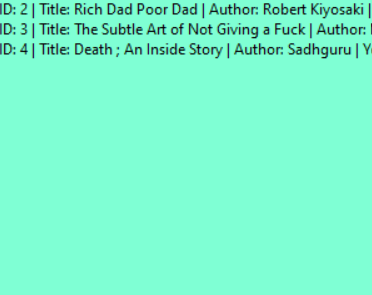 ID: 2 | Title: Rich Dad Poor Dad | Author: Robert Kiyosaki |
ID: 3 | Title: The Subtle Art of Not Giving a Fuck | Author:
ID: 4 | Title: Death ; An Inside Story | Author: Sadhguru |